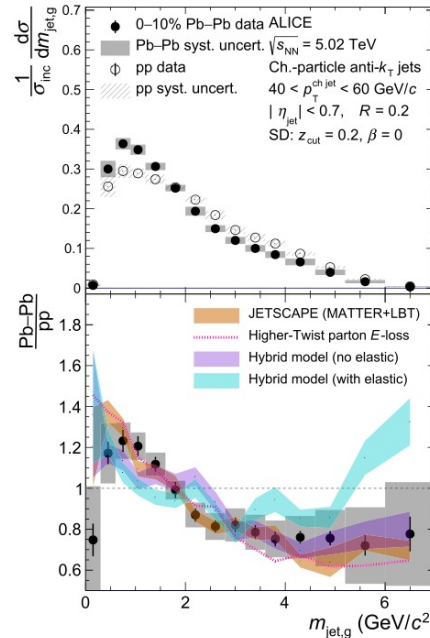 0–10% Pb–Pb data ALICE
Pb–Pb syst. uncert. √s_NN = 5.02 TeV
pp data Ch.-particle anti-k_T jets
pp syst. uncert. 40 < p_T^ch jet < 60 GeV/c
| η_jet | < 0.7, R = 0.2
SD: z_cut = 0.2, β = 0
1/σ_inc dσ/dm_jet,g
0.7
0.6
0.5
0.4
0.3
0.2
0.1
0
Pb–Pb/pp
JETSCAPE (MATTER+LBT)
Higher-Twist parton E-loss
Hybrid model (no elastic)
Hybrid model (with elastic)
1.8
1.6
1.4
1.2
1
0.8
0.6
0 2 4 6
m_jet,g (GeV/c²)